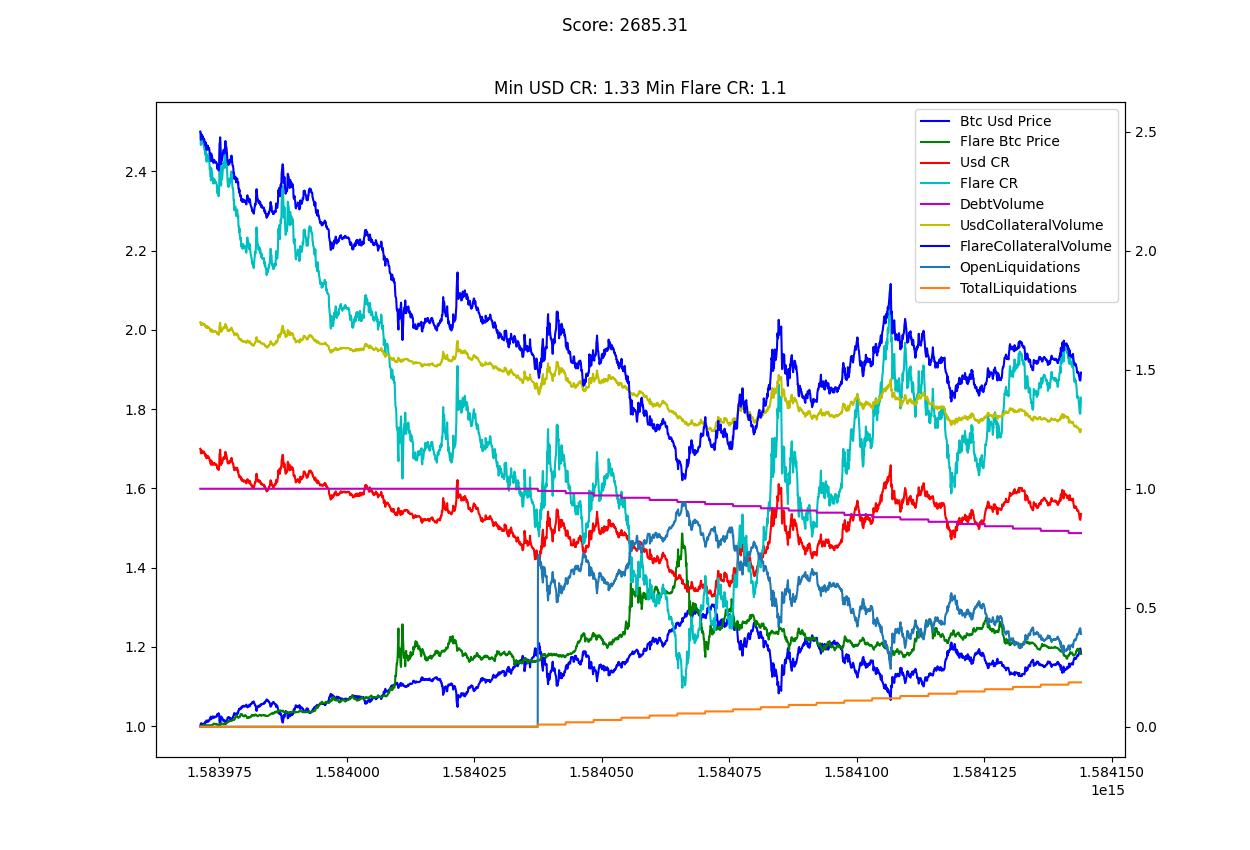 Score: 2685.31
Min USD CR: 1.33 Min Flare CR: 1.1
Btc Usd Price
Flare Btc Price
Usd CR
Flare CR
DebtVolume
UsdCollateralVolume
FlareCollateralVolume
OpenLiquidations
TotalLiquidations
2.4
2.2
2.0
1.8
1.6
1.4
1.2
1.0
2.5
2.0
1.5
1.0
0.5
0.0
1.583975 1.584000 1.584025 1.584050 1.584075 1.584100 1.584125 1.584150
1e15